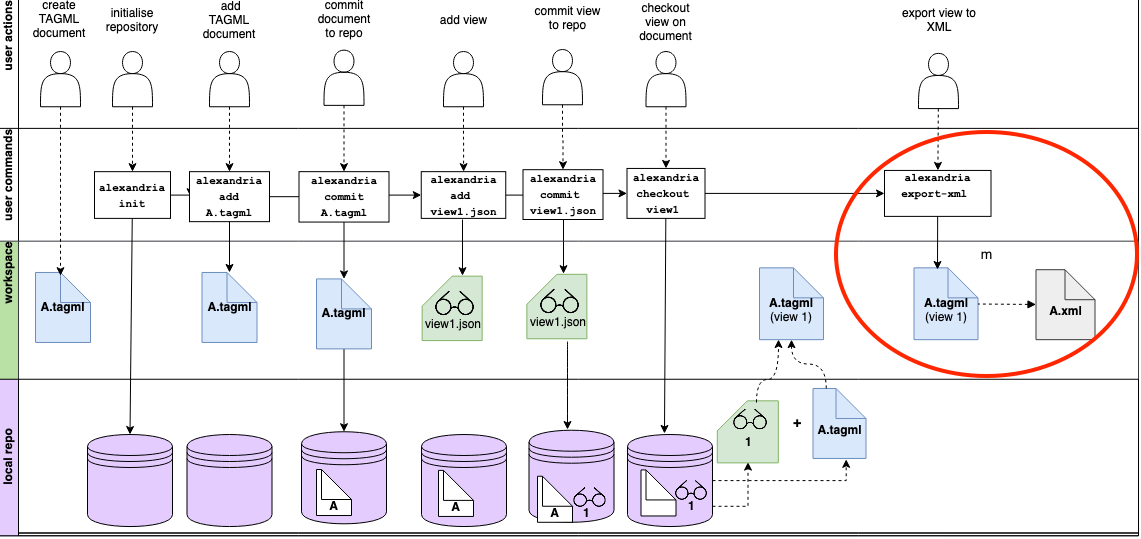 user actions
create
TAGML
document
initialise
repository
add
TAGML
document
commit
document
to repo
add view
commit view
to repo
checkout
view on
document
export view to
XML
user commands
alexandria
init
alexandria
add
A.tagml
alexandria
commit
A.tagml
alexandria
add
view1.json
alexandria
commit
view1.json
alexandria
checkout
view1
alexandria
export-xml
workspace
m
A.tagml
A.tagml
A.tagml
view1.json
view1.json
A.tagml
(view 1)
A.tagml
(view 1)
A.xml
local repo
A
A
A
1
1
1
+
A.tagml